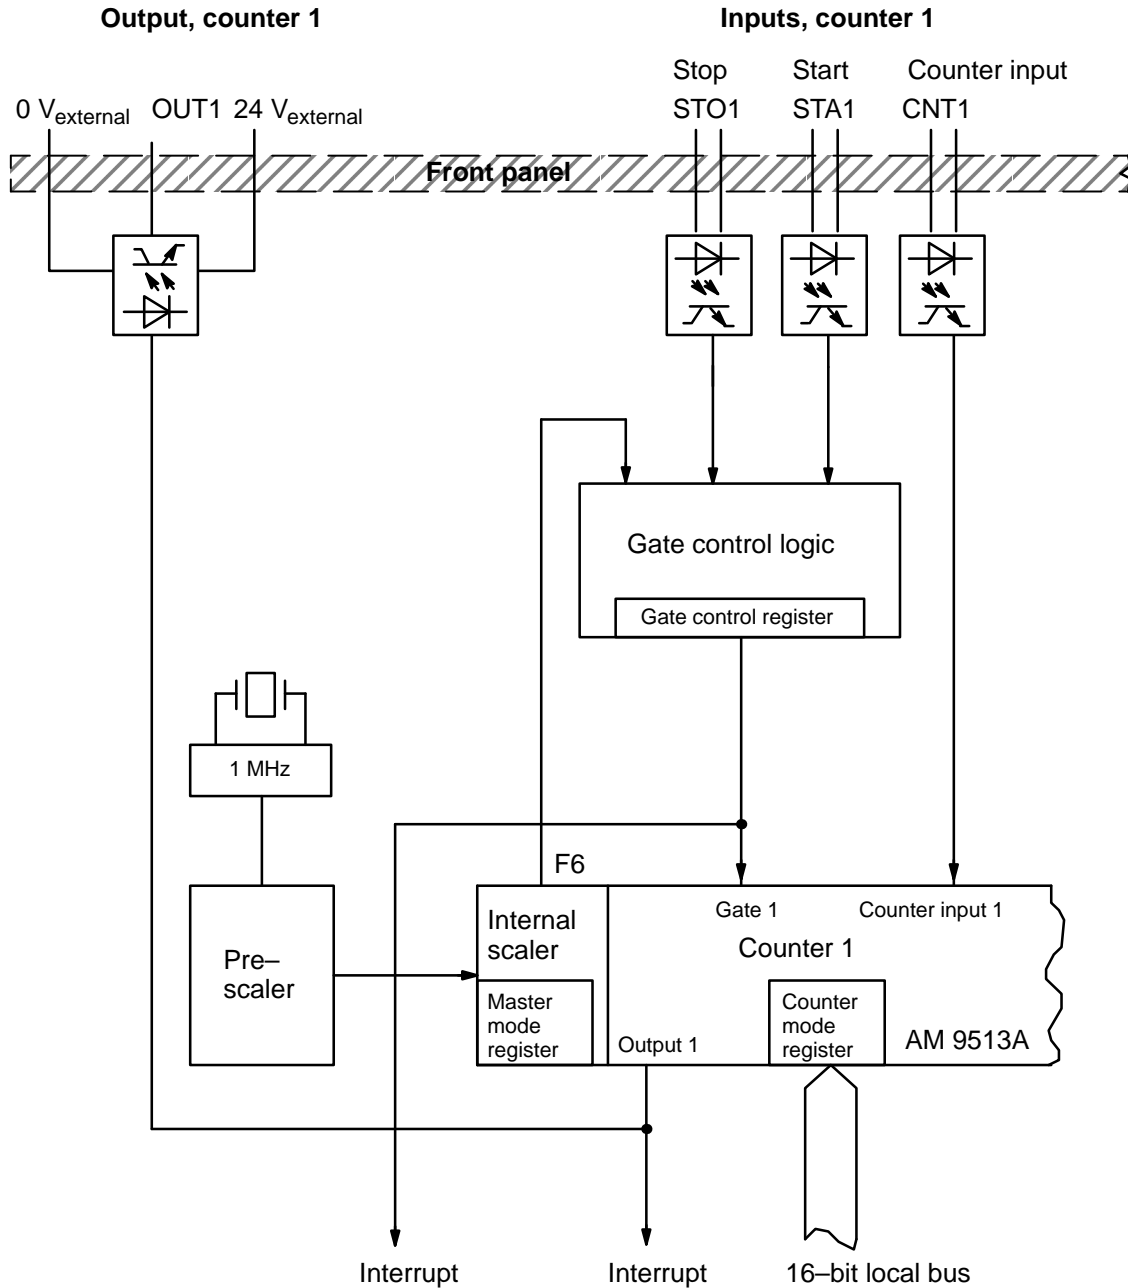 Output, counter 1
Inputs, counter 1
Stop
Start
Counter input
0 Vexternal
OUT1
24 Vexternal
STO1
STA1
CNT1
Front panel
Gate control logic
Gate control register
1 MHz
F6
Gate 1
Counter input 1
Internal
scaler
Counter 1
Pre–
scaler
Master
mode
register
Counter
mode
register
Output 1
AM 9513A
Interrupt
Interrupt
16–bit local bus